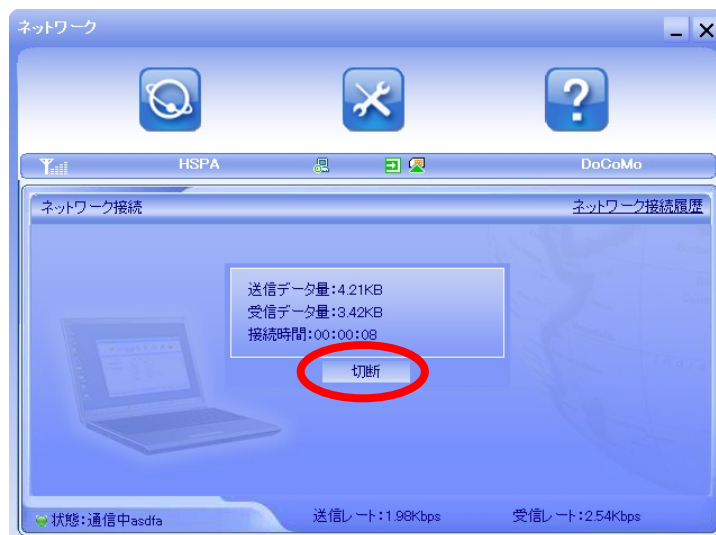 ネットワーク
HSPA
DoCoMo
ネットワーク接続
ネットワーク接続履歴
送信データ量:4.21KB
受信データ量:3.42KB
接続時間:00:00:08
切断
状態:通信中asdfa
送信レート:1.98Kbps
受信レート:2.54Kbps